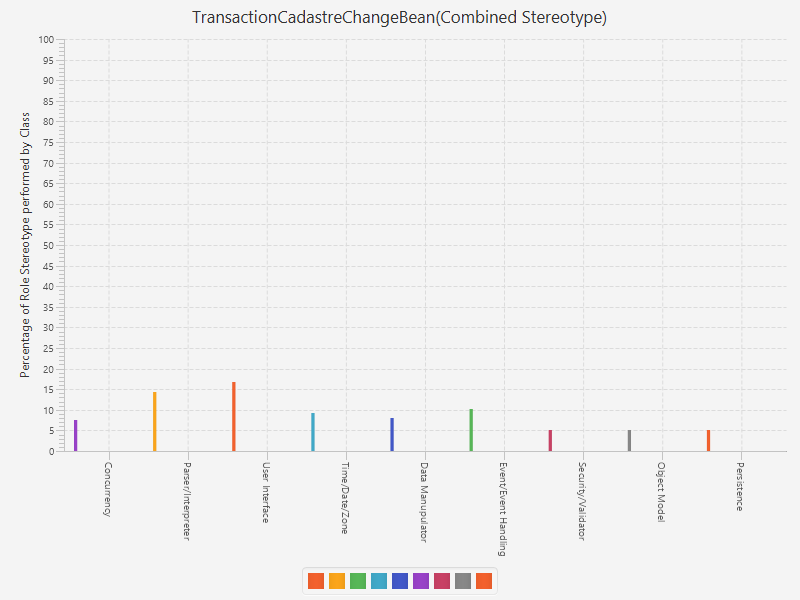 TransactionCadastreChangeBean(Combined Stereotype)
Percentage of Role Stereotype performed by Class
100
95
90
85
80
75
70
65
60
55
50
45
40
35
30
25
20
15
10
5
0
Concurrency
Parser/Interpreter
User Interface
Time/Date/Zone
Data Manupulator
Event/Event Handling
Security/Validator
Object Model
Persistence